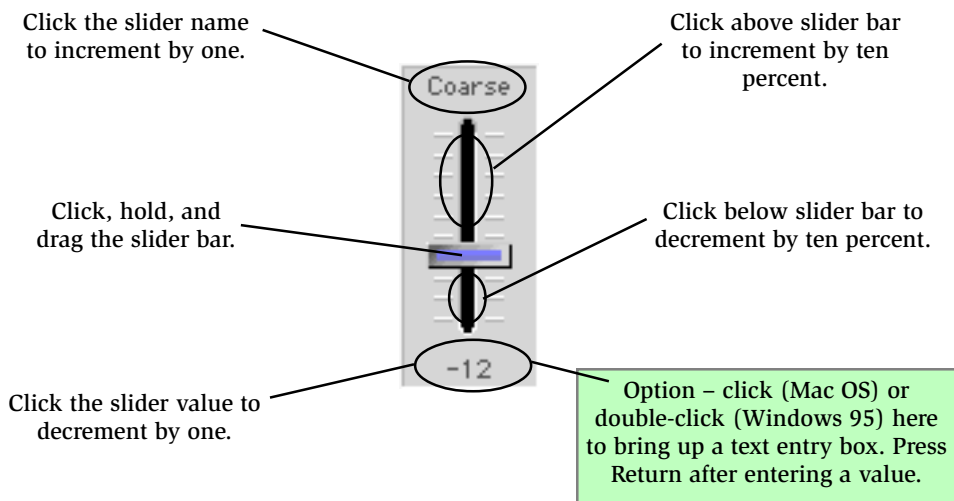 Click the slider name
to increment by one.
Click above slider bar
to increment by ten
percent.
Coarse
Click, hold, and
drag the slider bar.
Click below slider bar to
decrement by ten percent.
-12
Click the slider value to
decrement by one.
Option – click (Mac OS) or
double-click (Windows 95) here
to bring up a text entry box. Press
Return after entering a value.